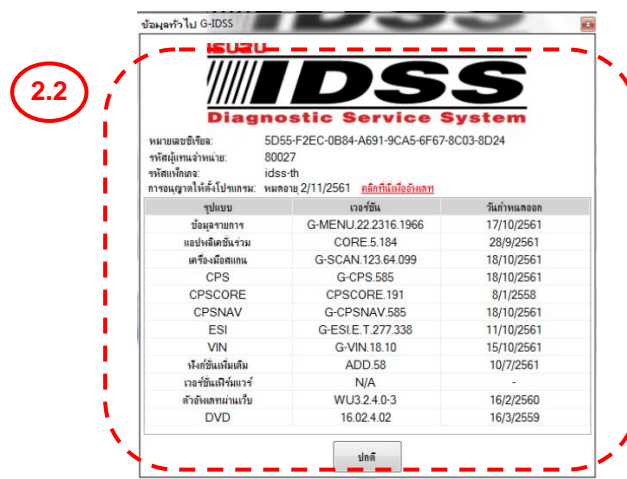 ข้อมูลทั่วไป G-IDSS
2.2
ISUZU
IDSS
Diagnostic Service System
หมายเลขซีเรียล: 5D55-F2EC-0B84-A691-9CA5-6F67-8C03-8D24
รหัสผู้แทนจำหน่าย: 80027
รหัสแพ็กเกจ: idss-th
การอนุญาตให้ตั้งโปรแกรม: หมดอายุ 2/11/2561 คลิกที่นี่เพื่ออัพเดท
รูปแบบ เวอร์ชัน วันกำหนดออก
ข้อมูลรายการ G-MENU.22.2316.1966 17/10/2561
แอปพลิเคชั่นร่วม CORE.5.184 28/9/2561
เครื่องมือสแกน G-SCAN.123.64.099 18/10/2561
CPS G-CPS.585 18/10/2561
CPSCORE CPSCORE.191 8/1/2558
CPSNAV G-CPSNAV.585 18/10/2561
ESI G-ESI.E.T.277.338 11/10/2561
VIN G-VIN.18.10 15/10/2561
ฟังก์ชันเพิ่มเติม ADD.58 10/7/2561
เวอร์ชันเฟิร์มแวร์ N/A -
ตัวอัพเดทผ่านเว็บ WU3.2.4.0-3 16/2/2560
DVD 16.02.4.02 16/3/2559
ปกติ